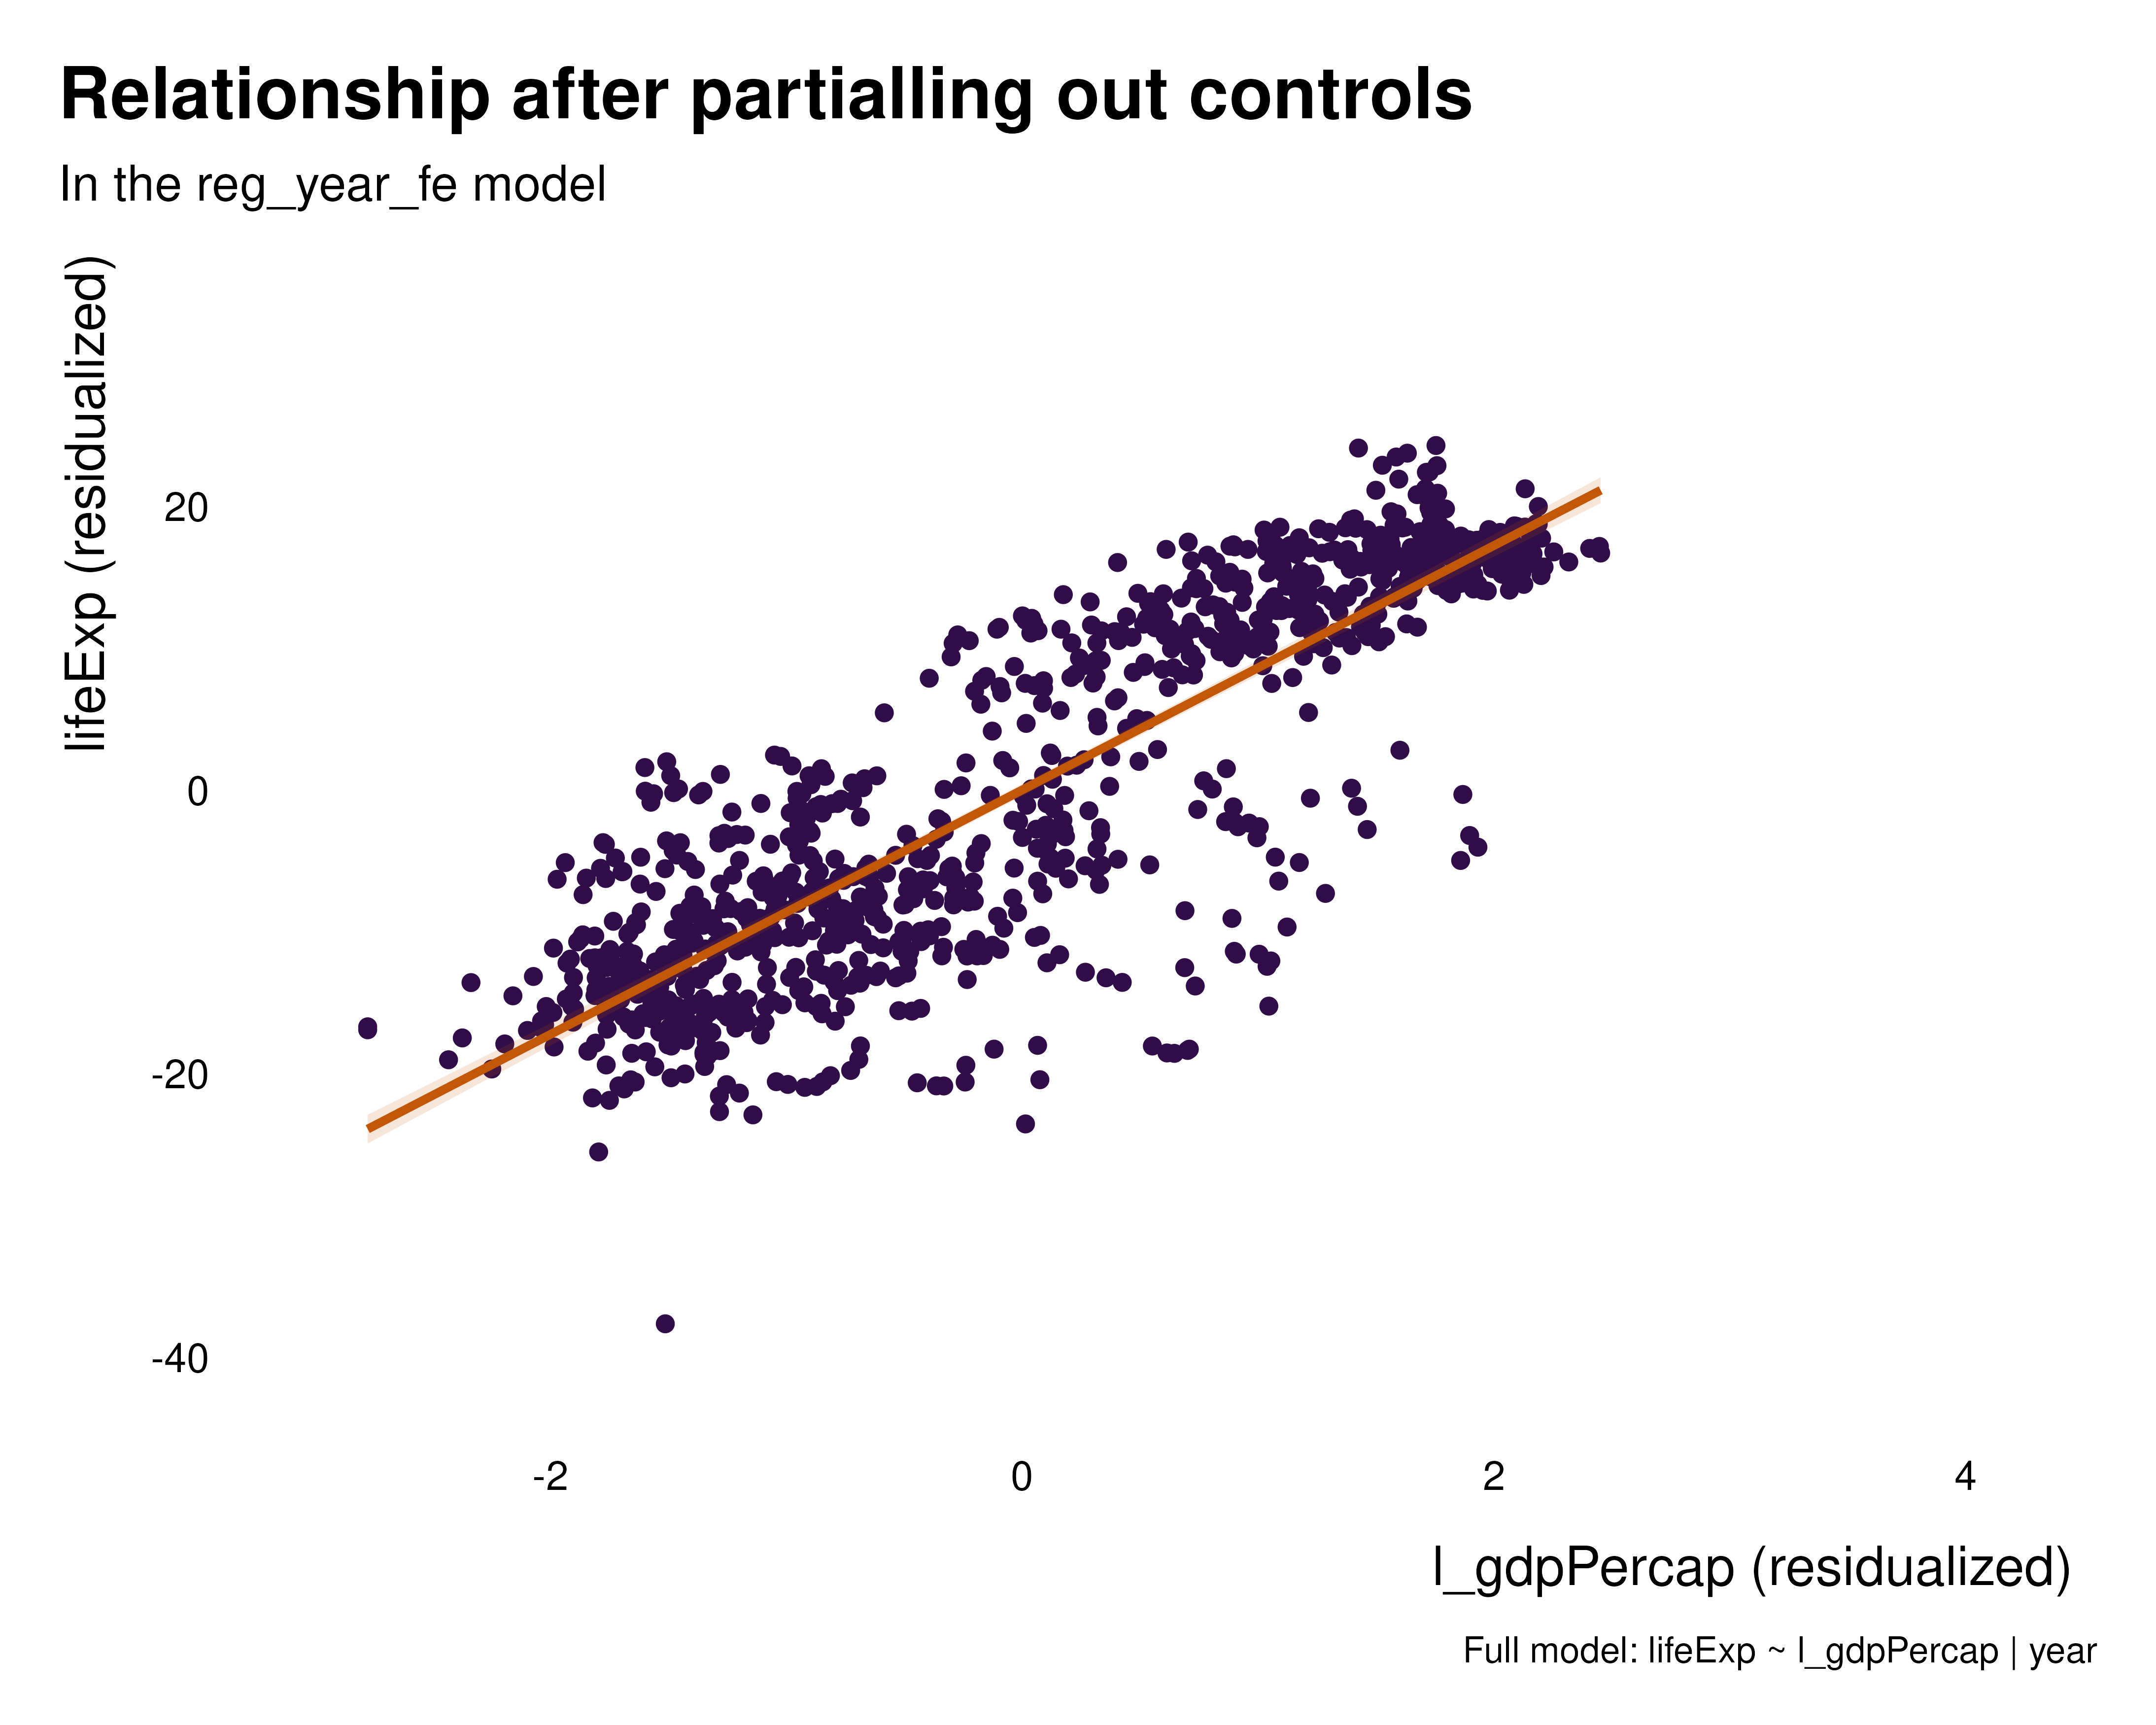 Relationship after partialling out controls
In the reg_year_fe model
lifeExp (residualized)
20
0
-20
-40
-2
0
2
4
l_gdpPercap (residualized)
Full model: lifeExp ~ l_gdpPercap | year